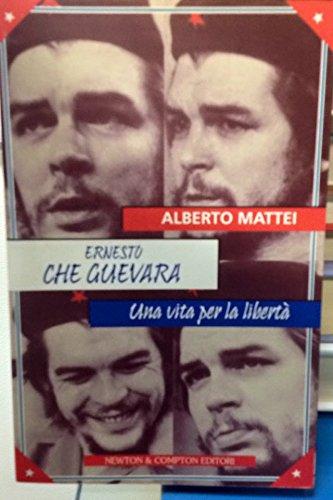 ALBERTO MATTEI
ERNESTO
CHE GUEVARA
Una vita per la libertà
NEWTON & COMPTON EDITORI